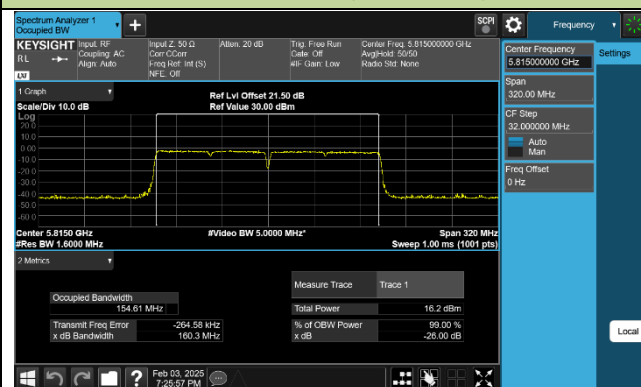 Spectrum Analyzer 1
Occupied BW
+
SCPI
Frequency
KEYSIGHT
Input: RF
Coupling: AC
Align: Auto
Input Z: 50 Ω
Corr CCorr
Freq Ref: Int (S)
NFE: Off
Atten: 20 dB
Trig: Free Run
Gate: Off
#IF Gain: Low
Center Freq: 5.815000000 GHz
Avg|Hold: 50/50
Radio Std: None
RL
LXI
Center Frequency
5.815000000 GHz
Settings
Span
320.00 MHz
CF Step
32.000000 MHz
Auto
Man
Freq Offset
0 Hz
1 Graph
Scale/Div 10.0 dB
Ref Lvl Offset 21.50 dB
Ref Value 30.00 dBm
Log
20.0
10.0
0.00
-10.0
-20.0
-30.0
-40.0
-50.0
-60.0
Center 5.8150 GHz
#Res BW 1.6000 MHz
#Video BW 5.0000 MHz*
Span 320 MHz
Sweep 1.00 ms (1001 pts)
2 Metrics
Measure Trace Trace 1
Occupied Bandwidth
154.61 MHz
Total Power 16.2 dBm
Transmit Freq Error -264.58 kHz
% of OBW Power 99.00 %
x dB Bandwidth 160.3 MHz
x dB -26.00 dB
Local
?
Feb 03, 2025
7:25:57 PM